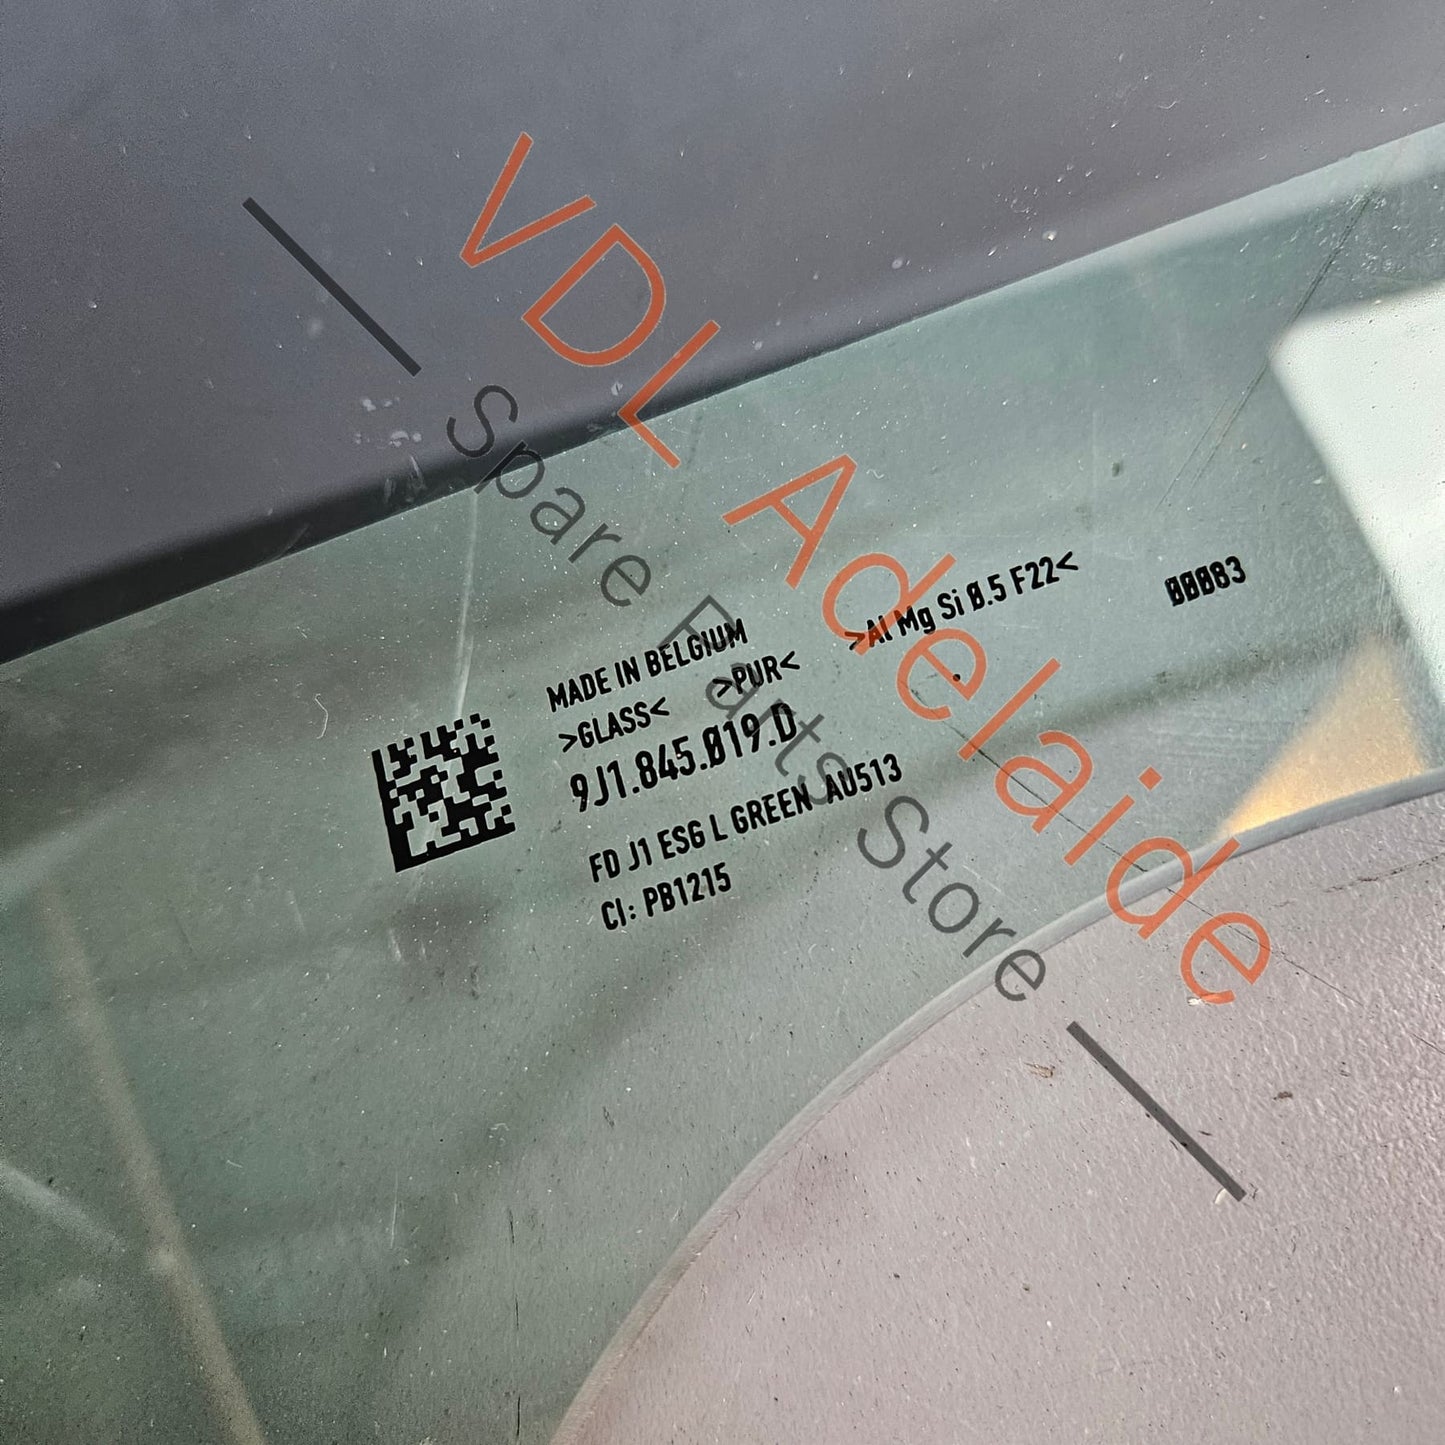 VDL Adelaide
Spare Parts Store
MADE IN BELGIUM
>GLASS< >PUR< >Al Mg Si 0.5 F22< 00083
9J1.845.019.D
FD J1 ESG L GREEN AU513
CI: PB1215